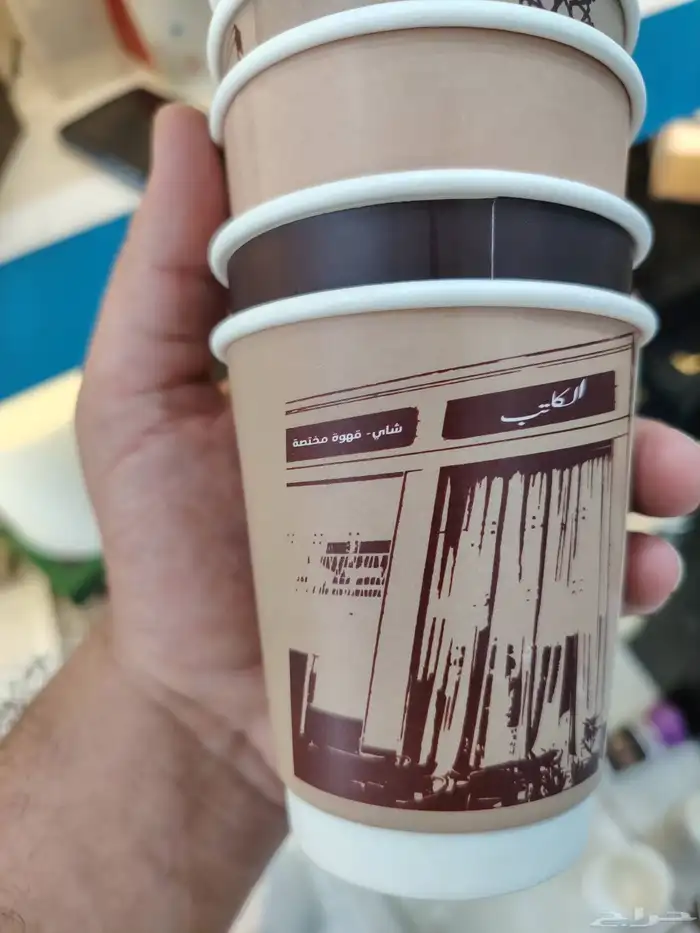 الكاتب
شاي - قهوة مختصة
حراج